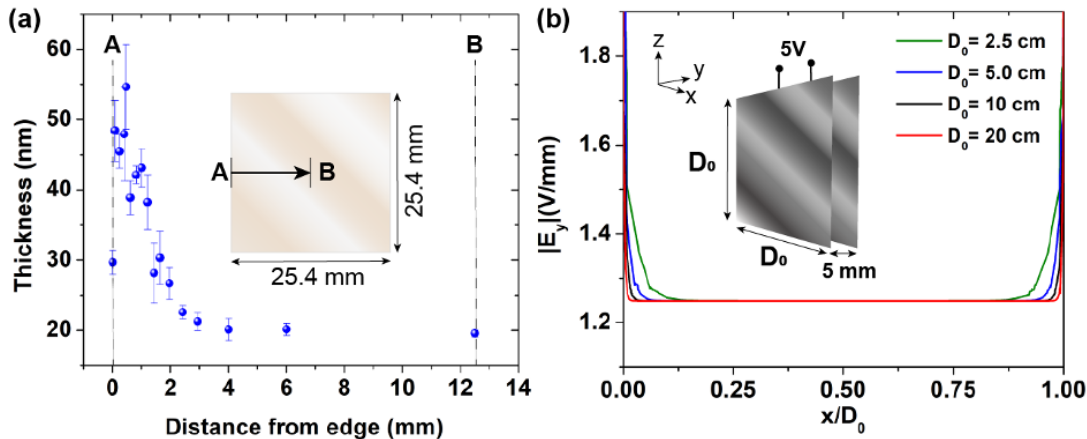 (a)
A
B
60
50
40
30
20
Thickness (nm)
A
B
25.4 mm
25.4 mm
0
2
4
6
8
10
12
14
Distance from edge (mm)
(b)
1.8
1.6
1.4
1.2
|E_y|(V/mm)
z
y
x
5V
D₀
D₀
5 mm
D₀= 2.5 cm
D₀= 5.0 cm
D₀= 10 cm
D₀= 20 cm
0.00
0.25
0.50
0.75
1.00
x/D₀